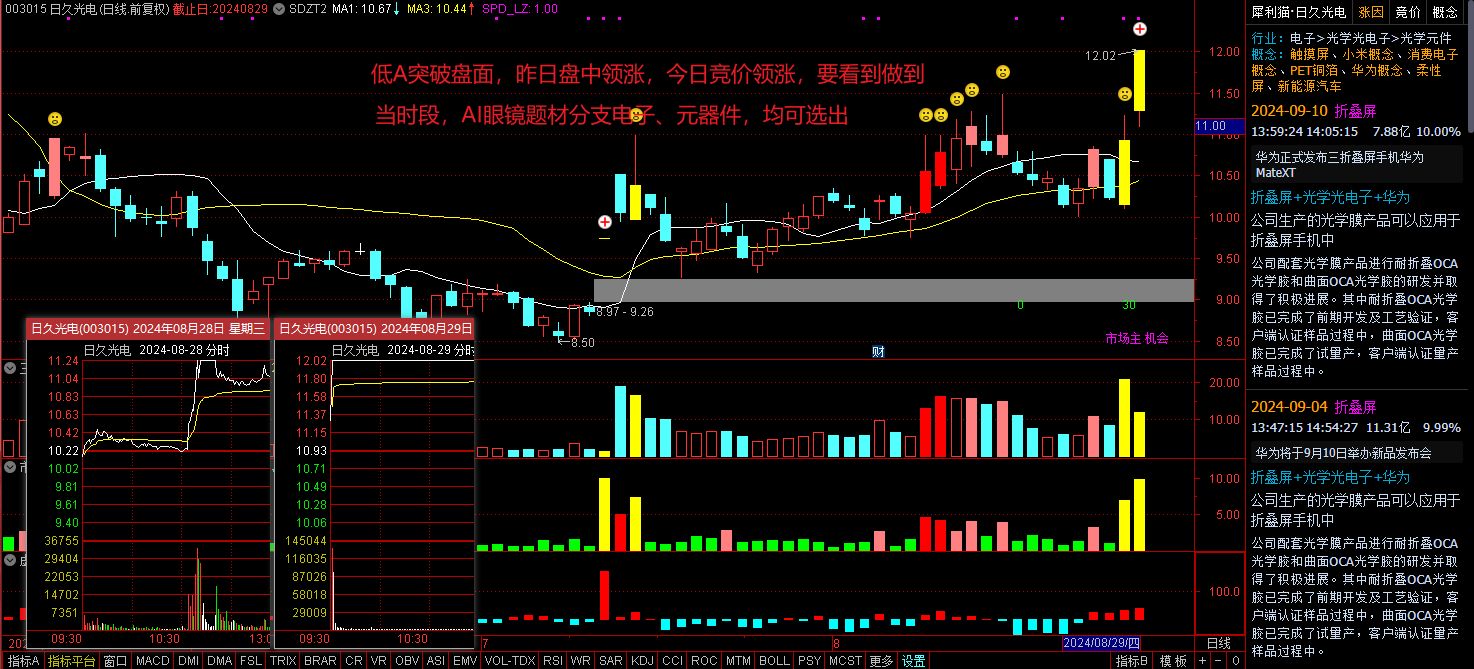 003015 日久光电(日线.前复权) 截止日:20240829 SDZT2 MA1: 10.67↓ MA3: 10.44↑ SPD_LZ: 1.00
低A突破盘面，昨日盘中领涨，今日竞价领涨，要看到做到
当时段，AI眼镜题材分支电子、元器件，均可选出
12.02
8.97 - 9.26
←8.50
0
30
市场主 机会
财
12.00
11.50
11.00
11.00
10.50
10.00
9.50
9.00
8.50
20.00
10.00
10.00
5.00
100.0
日久光电(003015) 2024年08月28日 星期三
日久光电 2024-08-28 分时
11.24
11.04
10.83
10.63
10.42
10.22
10.02
9.81
9.61
9.40
36755
29404
22053
14702
7351
09:30 10:30 13:0
日久光电(003015) 2024年08月29日
日久光电 2024-08-29 分时
12.02
11.80
11.58
11.37
11.15
10.93
10.71
10.49
10.28
10.06
145044
116035
87026
58018
29009
09:30 10:30
202
7
8
2024/08/29/四
日线
指标A 指标平台 窗口 MACD DMI DMA FSL TRIX BRAR CR VR OBV ASI EMV VOL-TDX RSI WR SAR KDJ CCI ROC MTM BOLL PSY MCST 更多 设置 指标B 模板 + − 0
犀利猫·日久光电 涨因 竞价 概念
行业: 电子>光学光电子>光学元件
概念: 触摸屏、小米概念、消费电子
概念、PET铜箔、华为概念、柔性
屏、新能源汽车
2024-09-10 折叠屏
13:59:24 14:05:15 7.88亿 10.00%
华为正式发布三折叠屏手机华为
MateXT
折叠屏+光学光电子+华为
公司生产的光学膜产品可以应用于
折叠屏手机中
公司配套光学膜产品进行耐折叠OCA
光学胶和曲面OCA光学胶的研发并取
得了积极进展。其中耐折叠OCA光学
胶已完成了前期开发及工艺验证，客
户端认证样品过程中，曲面OCA光学
胶已完成了试量产，客户端认证量产
样品过程中。
2024-09-04 折叠屏
13:47:15 14:54:27 11.31亿 9.99%
华为将于9月10日举办新品发布会
折叠屏+光学光电子+华为
公司生产的光学膜产品可以应用于
折叠屏手机中
公司配套光学膜产品进行耐折叠OCA
光学胶和曲面OCA光学胶的研发并取
得了积极进展。其中耐折叠OCA光学
胶已完成了前期开发及工艺验证，客
户端认证样品过程中，曲面OCA光学
胶已完成了试量产，客户端认证量产
样品过程中。